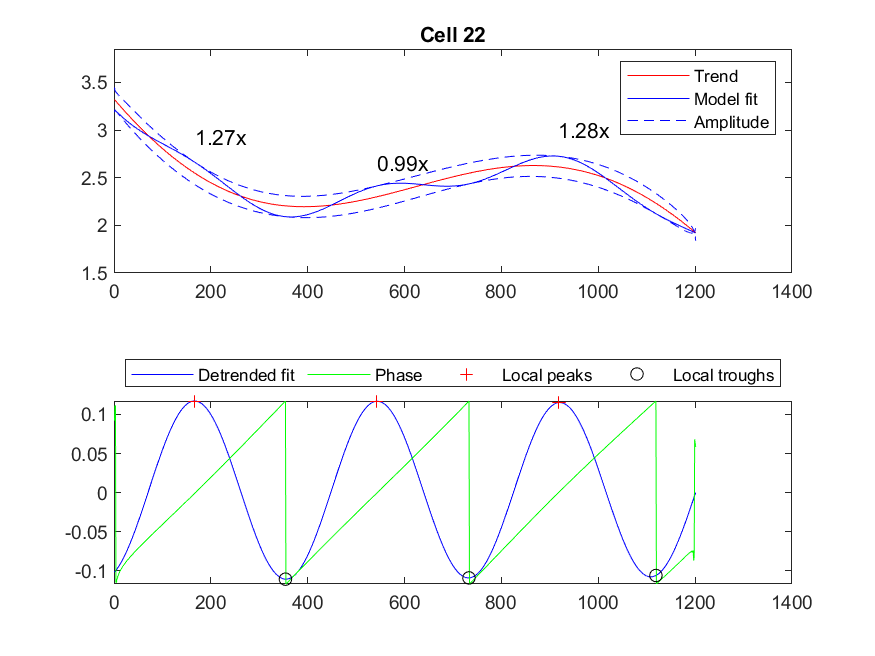 Cell 22
3.5
3
2.5
2
1.5
0 200 400 600 800 1000 1200 1400
1.27x
0.99x
1.28x
Trend
Model fit
Amplitude
Detrended fit Phase Local peaks Local troughs
0.1
0.05
0
-0.05
-0.1
0 200 400 600 800 1000 1200 1400